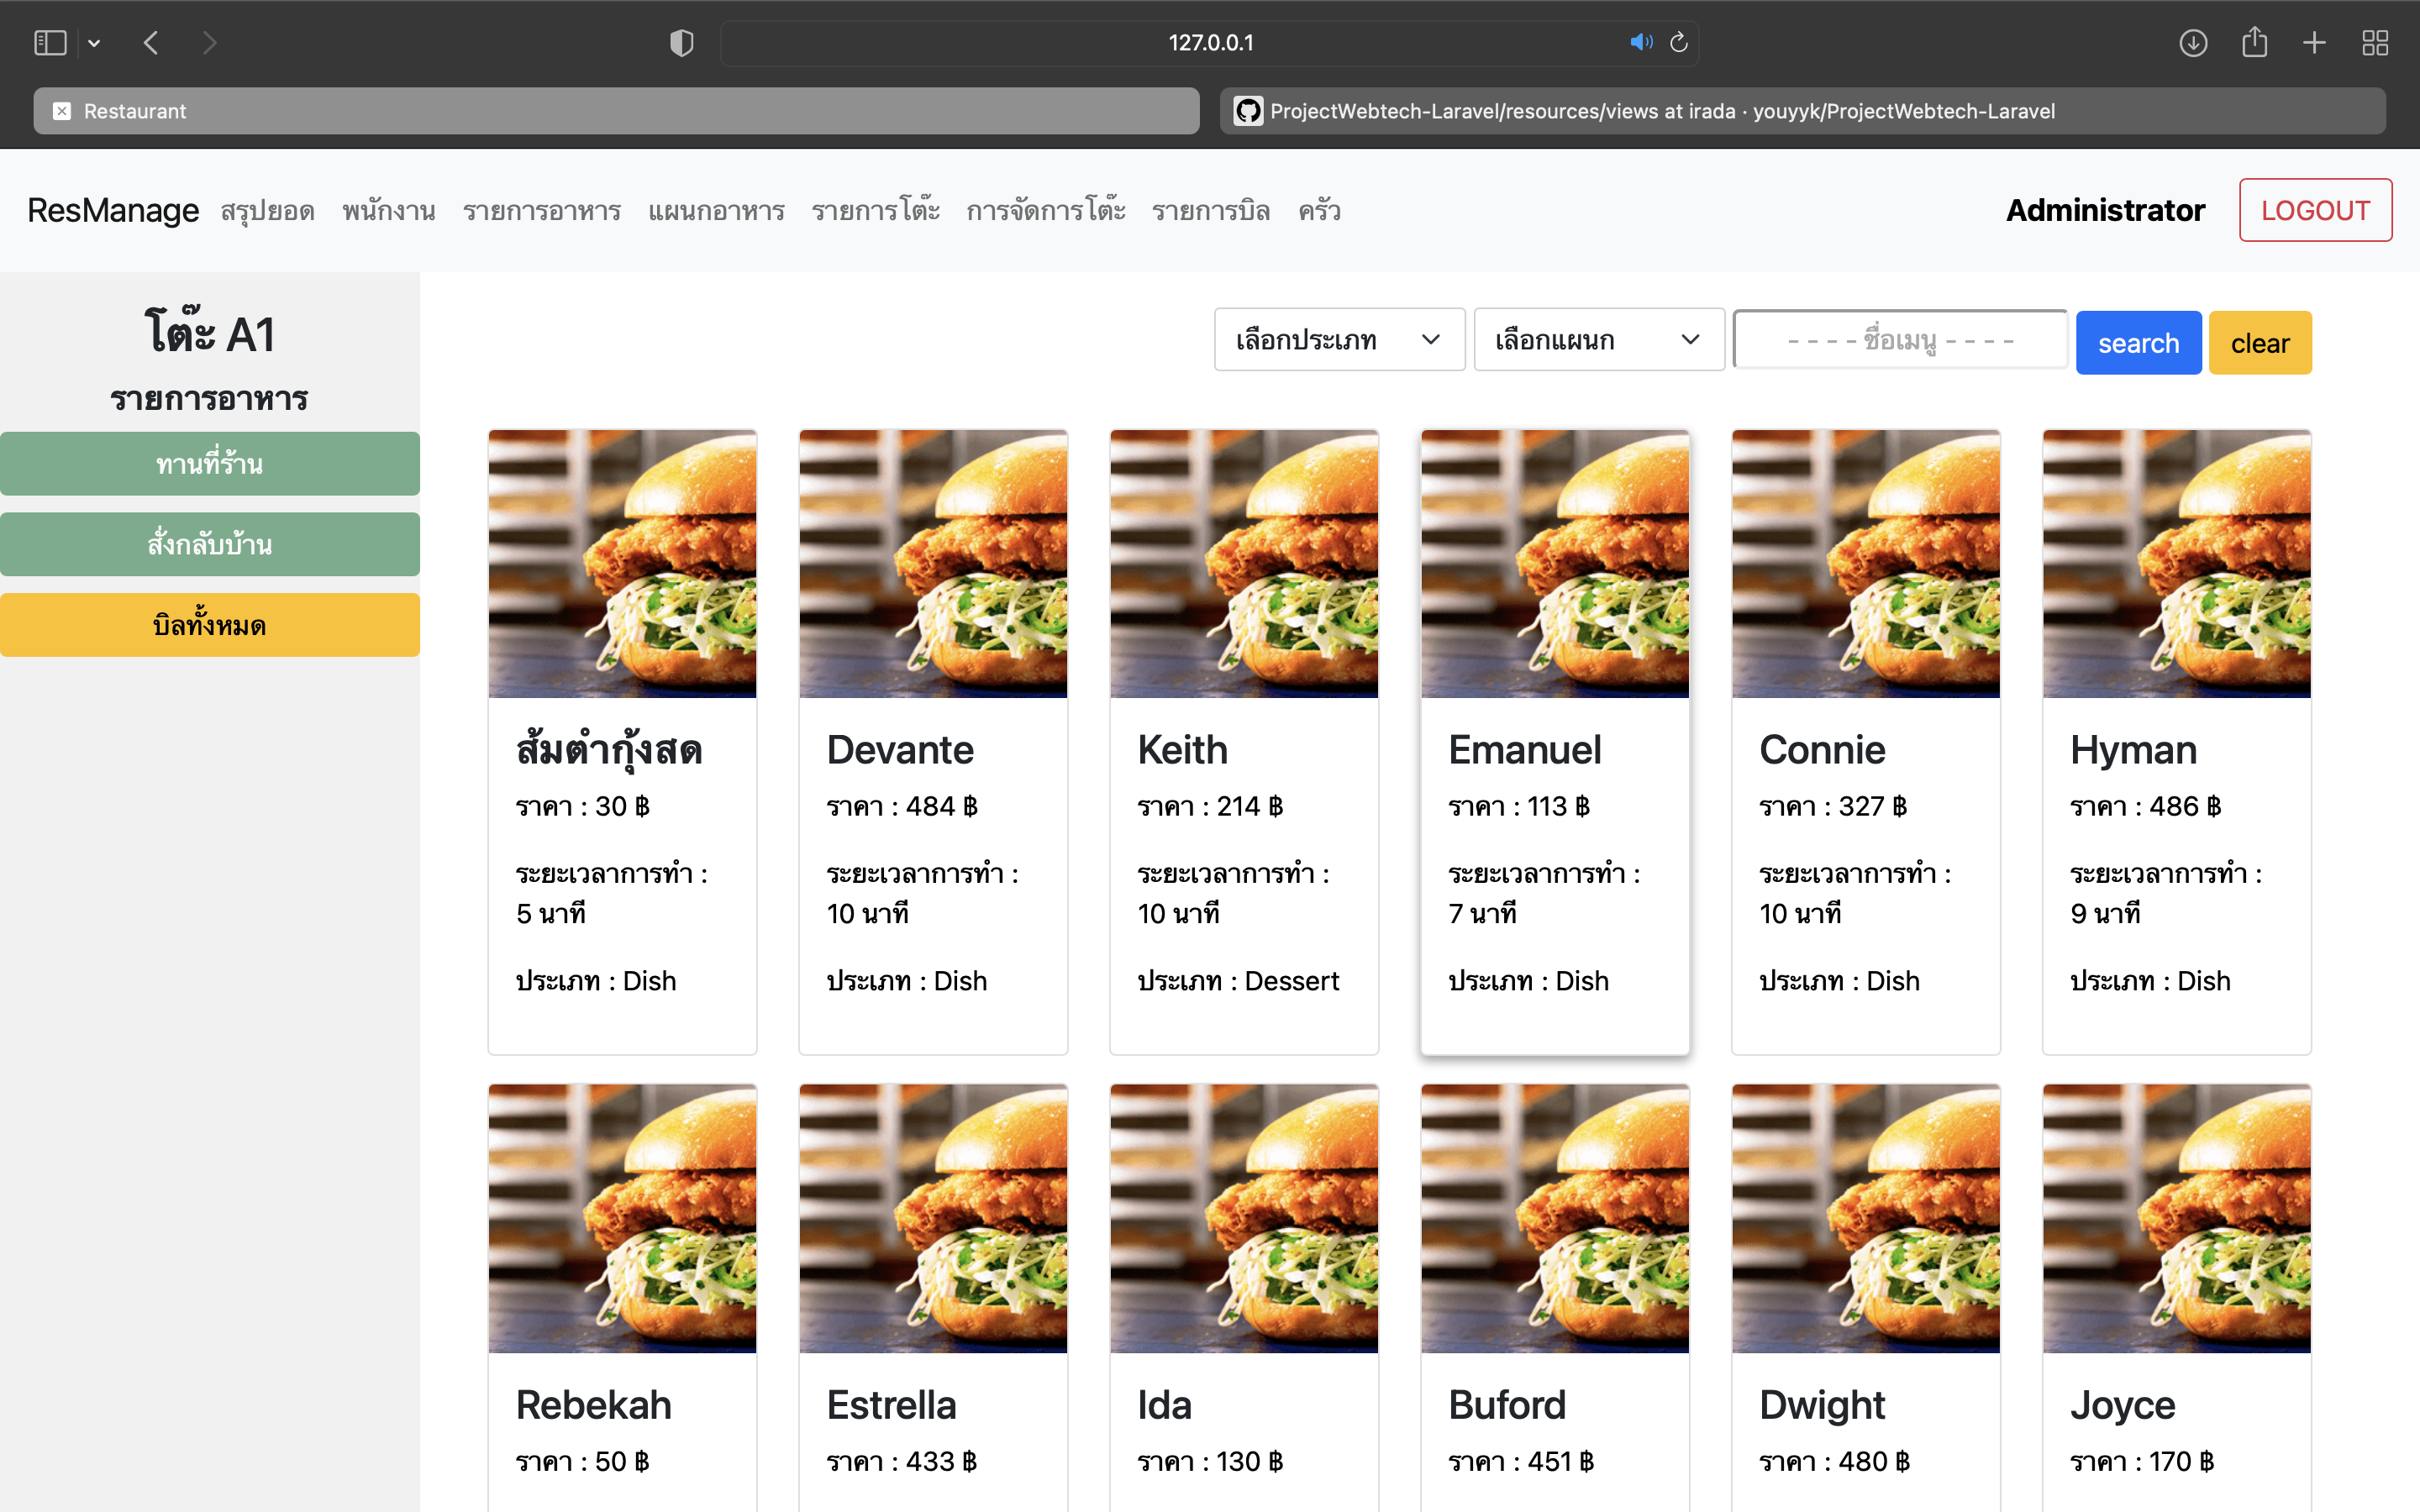 127.0.0.1
Restaurant
ProjectWebtech-Laravel/resources/views at irada · youyyk/ProjectWebtech-Laravel
ResManage สรุปยอด พนักงาน รายการอาหาร แผนกอาหาร รายการโต๊ะ การจัดการโต๊ะ รายการบิล ครัว Administrator LOGOUT
โต๊ะ A1
รายการอาหาร
ทานที่ร้าน
สั่งกลับบ้าน
บิลทั้งหมด
เลือกประเภท เลือกแผนก - - - - ชื่อเมนู - - - - search clear
ส้มตำกุ้งสด
ราคา : 30 ฿
ระยะเวลาการทำ :
5 นาที
ประเภท : Dish
Devante
ราคา : 484 ฿
ระยะเวลาการทำ :
10 นาที
ประเภท : Dish
Keith
ราคา : 214 ฿
ระยะเวลาการทำ :
10 นาที
ประเภท : Dessert
Emanuel
ราคา : 113 ฿
ระยะเวลาการทำ :
7 นาที
ประเภท : Dish
Connie
ราคา : 327 ฿
ระยะเวลาการทำ :
10 นาที
ประเภท : Dish
Hyman
ราคา : 486 ฿
ระยะเวลาการทำ :
9 นาที
ประเภท : Dish
Rebekah
ราคา : 50 ฿
Estrella
ราคา : 433 ฿
Ida
ราคา : 130 ฿
Buford
ราคา : 451 ฿
Dwight
ราคา : 480 ฿
Joyce
ราคา : 170 ฿